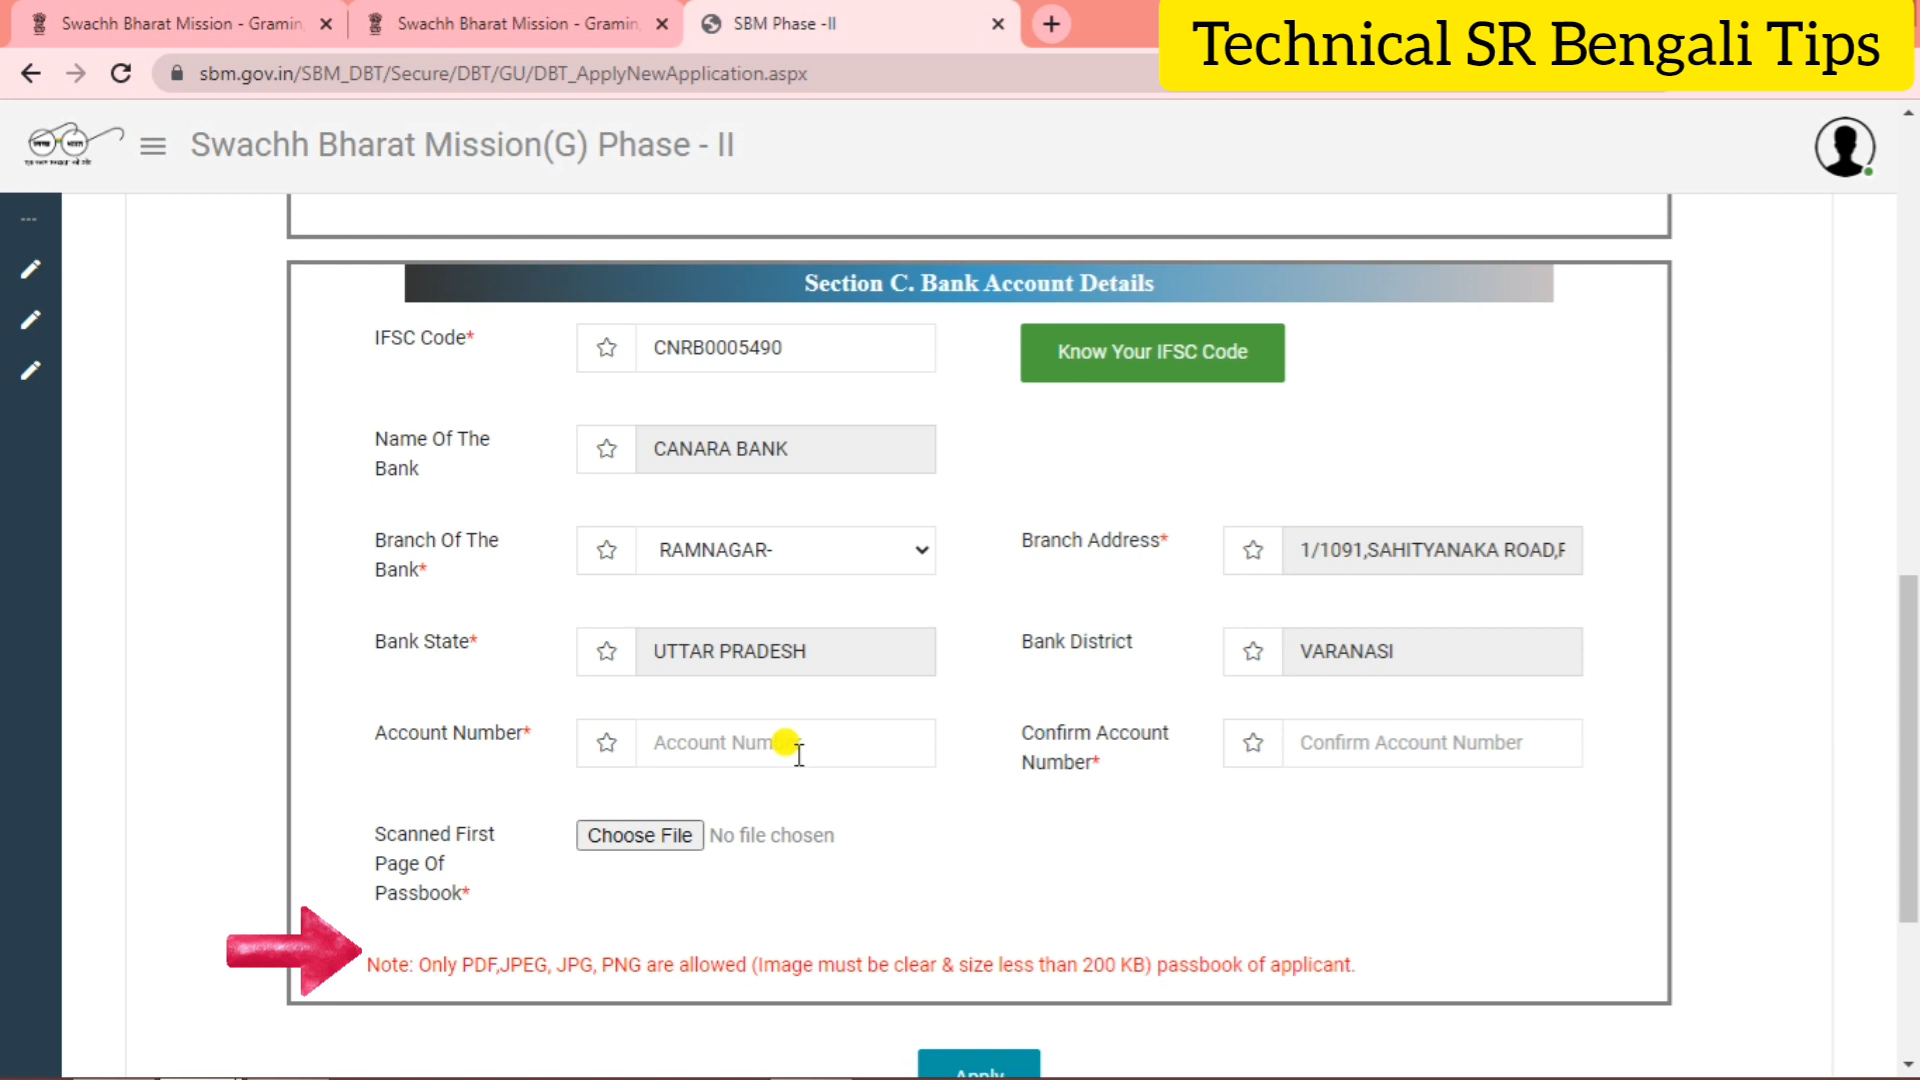 Swachh Bharat Mission - Gramin,
Swachh Bharat Mission - Gramin,
SBM Phase -II
Technical SR Bengali Tips
sbm.gov.in/SBM_DBT/Secure/DBT/GU/DBT_ApplyNewApplication.aspx
Swachh Bharat Mission(G) Phase - II
Section C. Bank Account Details
IFSC Code*
CNRB0005490
Know Your IFSC Code
Name Of The
Bank
CANARA BANK
Branch Of The
Bank*
RAMNAGAR-
Branch Address*
1/1091,SAHITYANAKA ROAD,F
Bank State*
UTTAR PRADESH
Bank District
VARANASI
Account Number*
Account Number
Confirm Account
Number*
Confirm Account Number
Scanned First
Page Of
Passbook*
Choose File No file chosen
Note: Only PDF,JPEG, JPG, PNG are allowed (Image must be clear & size less than 200 KB) passbook of applicant.
Apply